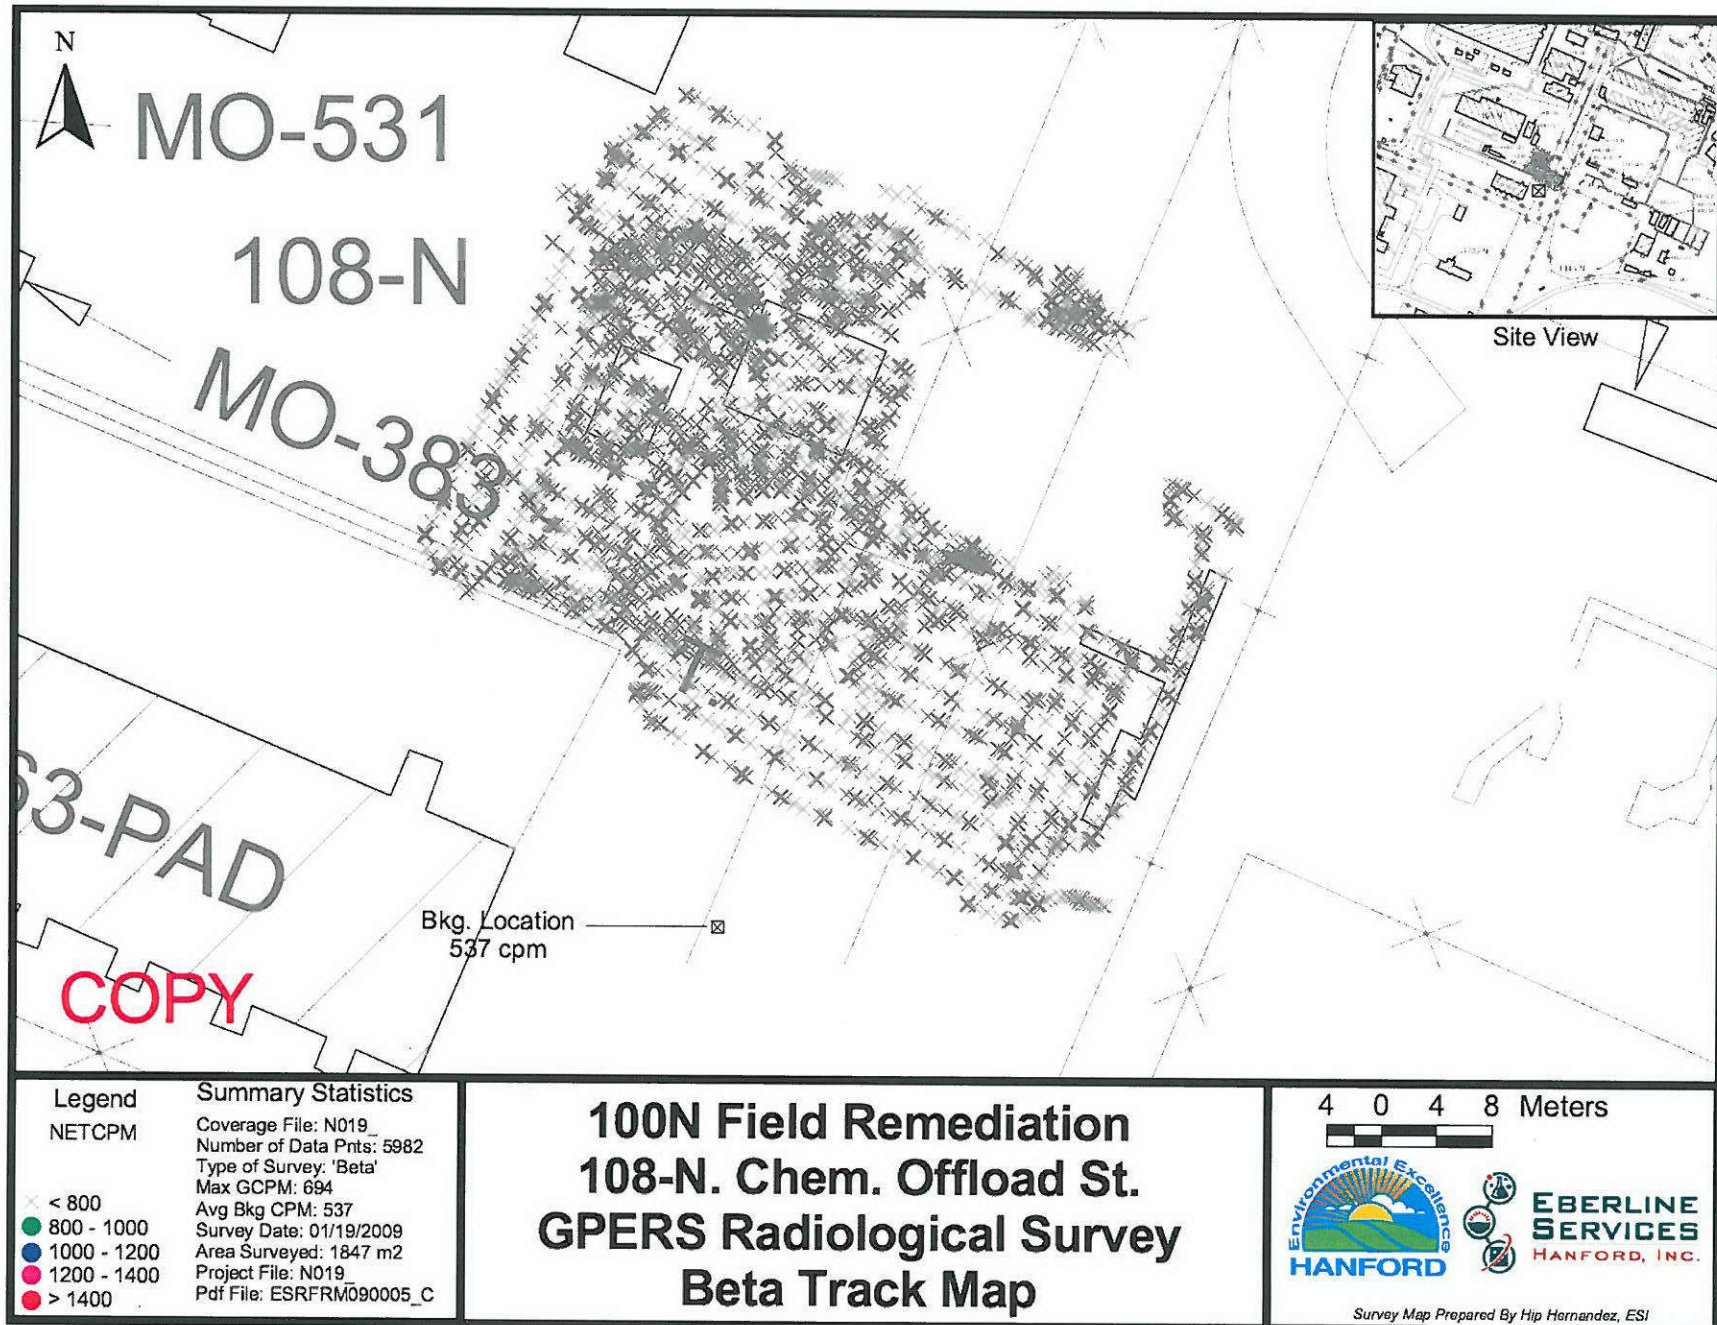 N
MO-531
108-N
MO-383
63-PAD
Bkg. Location
537 cpm
COPY
Site View
Legend
NETCPM
< 800
800 - 1000
1000 - 1200
1200 - 1400
> 1400
Summary Statistics
Coverage File: N019_
Number of Data Pnts: 5982
Type of Survey: 'Beta'
Max GCPM: 694
Avg Bkg CPM: 537
Survey Date: 01/19/2009
Area Surveyed: 1847 m2
Project File: N019_
Pdf File: ESRFRM090005_C
100N Field Remediation
108-N. Chem. Offload St.
GPERS Radiological Survey
Beta Track Map
4 0 4 8 Meters
Environmental Excellence
HANFORD
EBERLINE
SERVICES
HANFORD, INC.
Survey Map Prepared By Hip Hernandez, ESI